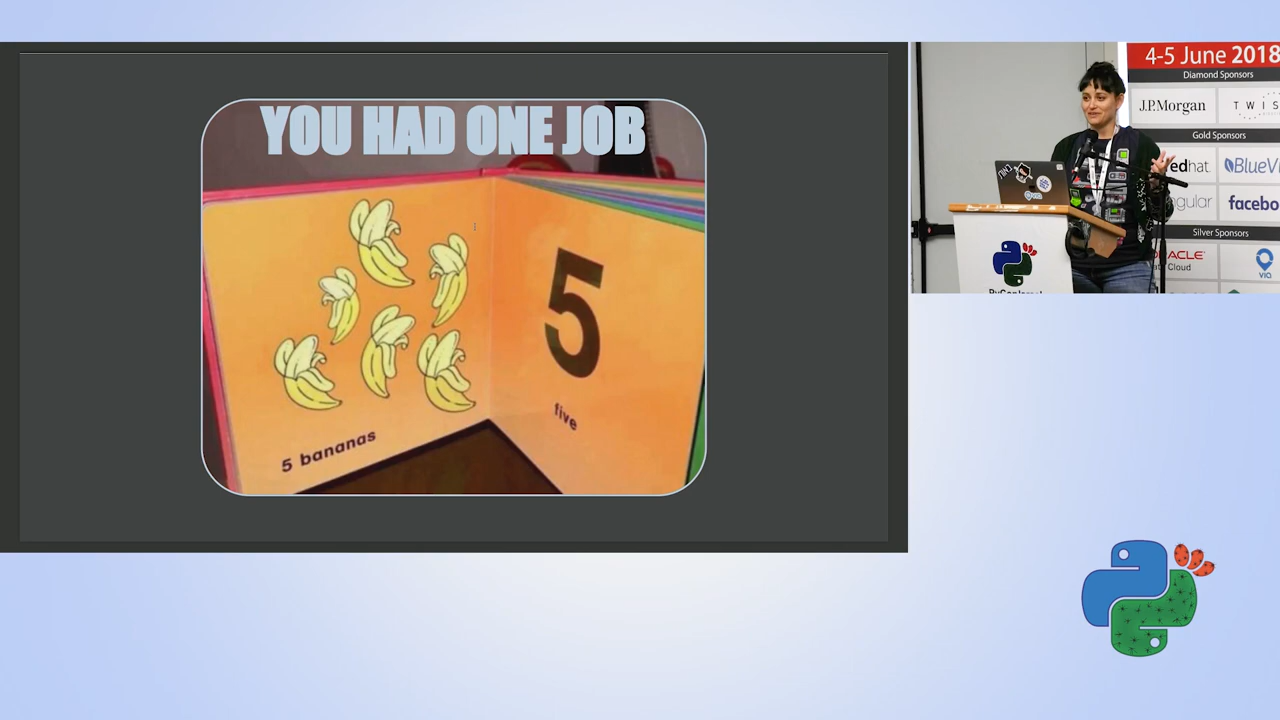 YOU HAD ONE JOB
5 bananas
5
five
4-5 June 2018
Diamond Sponsors
J.P.Morgan
Gold Sponsors
Silver Sponsors